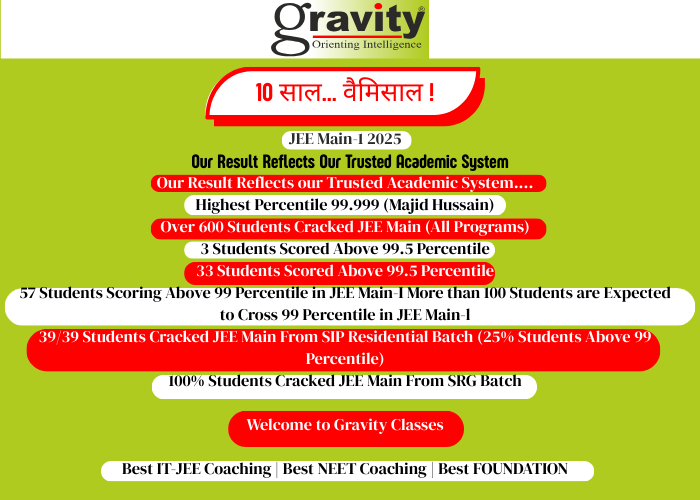 gravity®
Orienting Intelligence
10 साल... वैमिसाल !
JEE Main-I 2025
Our Result Reflects Our Trusted Academic System
Our Result Reflects our Trusted Academic System....
Highest Percentile 99.999 (Majid Hussain)
Over 600 Students Cracked JEE Main (All Programs)
3 Students Scored Above 99.5 Percentile
33 Students Scored Above 99.5 Percentile
57 Students Scoring Above 99 Percentile in JEE Main-I More than 100 Students are Expected
to Cross 99 Percentile in JEE Main-I
39/39 Students Cracked JEE Main From SIP Residential Batch (25% Students Above 99
Percentile)
100% Students Cracked JEE Main From SRG Batch
Welcome to Gravity Classes
Best IT-JEE Coaching | Best NEET Coaching | Best FOUNDATION